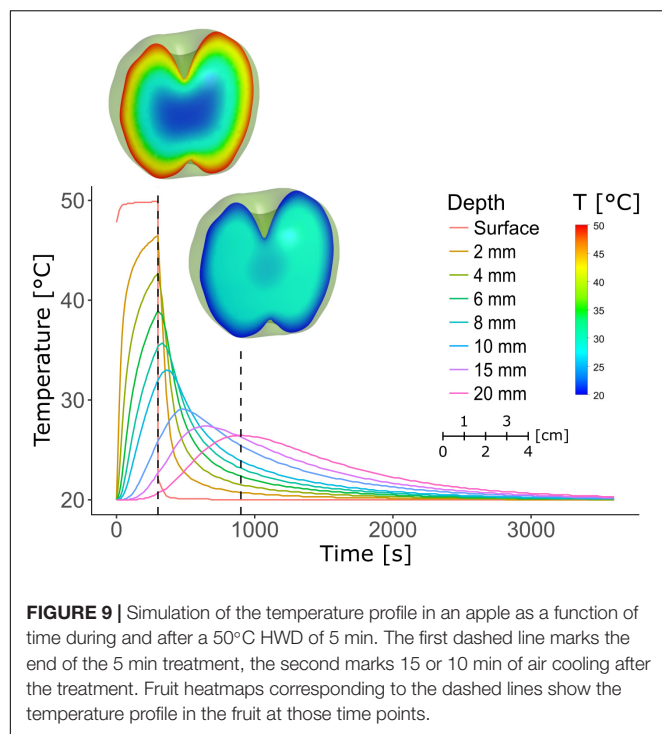 50
40
30
20
Temperature [°C]
0
1000
2000
3000
Time [s]
Depth
Surface
2 mm
4 mm
6 mm
8 mm
10 mm
15 mm
20 mm
T [°C]
50
45
40
35
30
25
20
1 3
[cm]
0 2 4
FIGURE 9 | Simulation of the temperature profile in an apple as a function of
time during and after a 50°C HWD of 5 min. The first dashed line marks the
end of the 5 min treatment, the second marks 15 or 10 min of air cooling after
the treatment. Fruit heatmaps corresponding to the dashed lines show the
temperature profile in the fruit at those time points.